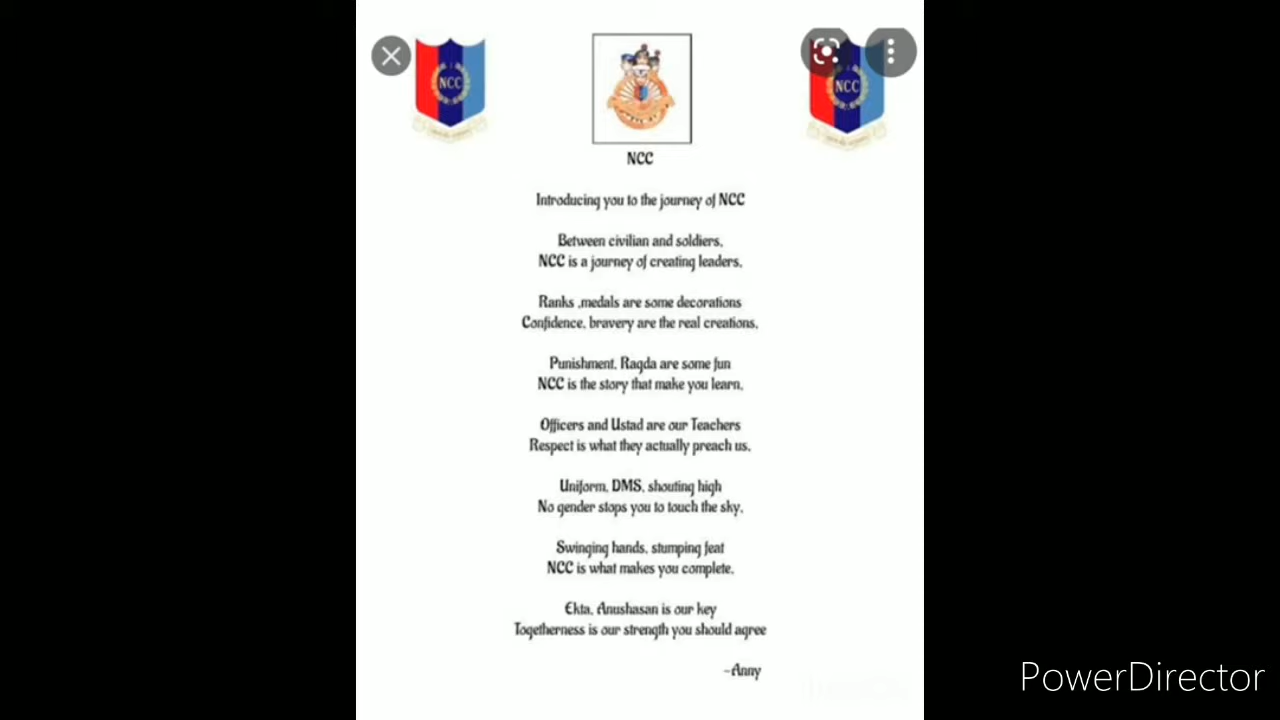 NCC
NCC
NCC
Introducing you to the journey of NCC
Between civilian and soldiers,
NCC is a journey of creating leaders,
Ranks ,medals are some decorations
Confidence, bravery are the real creations,
Punishment, Ragda are some fun
NCC is the story that make you learn,
Officers and Ustad are our Teachers
Respect is what they actually preach us,
Uniform, DMS, shouting high
No gender stops you to touch the sky,
Swinging hands, stumping feat
NCC is what makes you complete,
Ekta, Anushasan is our key
Togetherness is our strength you should agree
-Anny
PowerDirector